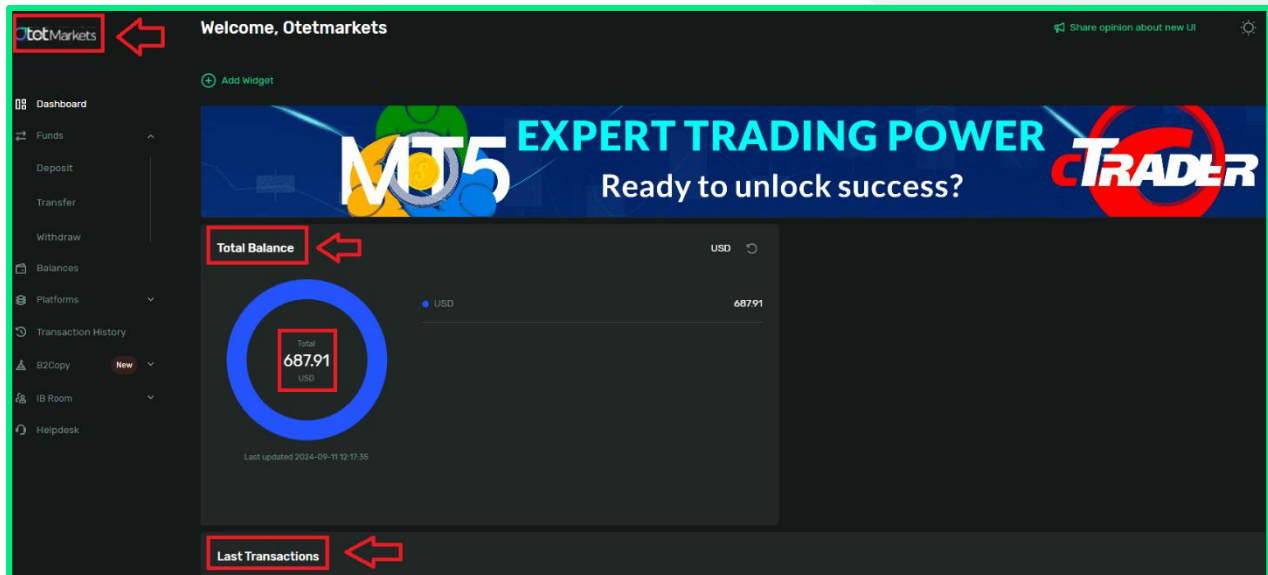 OtotMarkets
Welcome, Otetmarkets
Share opinion about new UI
Add Widget
Dashboard
Funds
Deposit
Transfer
Withdraw
Balances
Platforms
Transaction History
B2Copy New
IB Room
Helpdesk
MT5
EXPERT TRADING POWER
Ready to unlock success?
cTRADER
Total Balance
USD
USD 687.91
Total
687.91
USD
Last updated 2024-09-11 12:17:35
Last Transactions